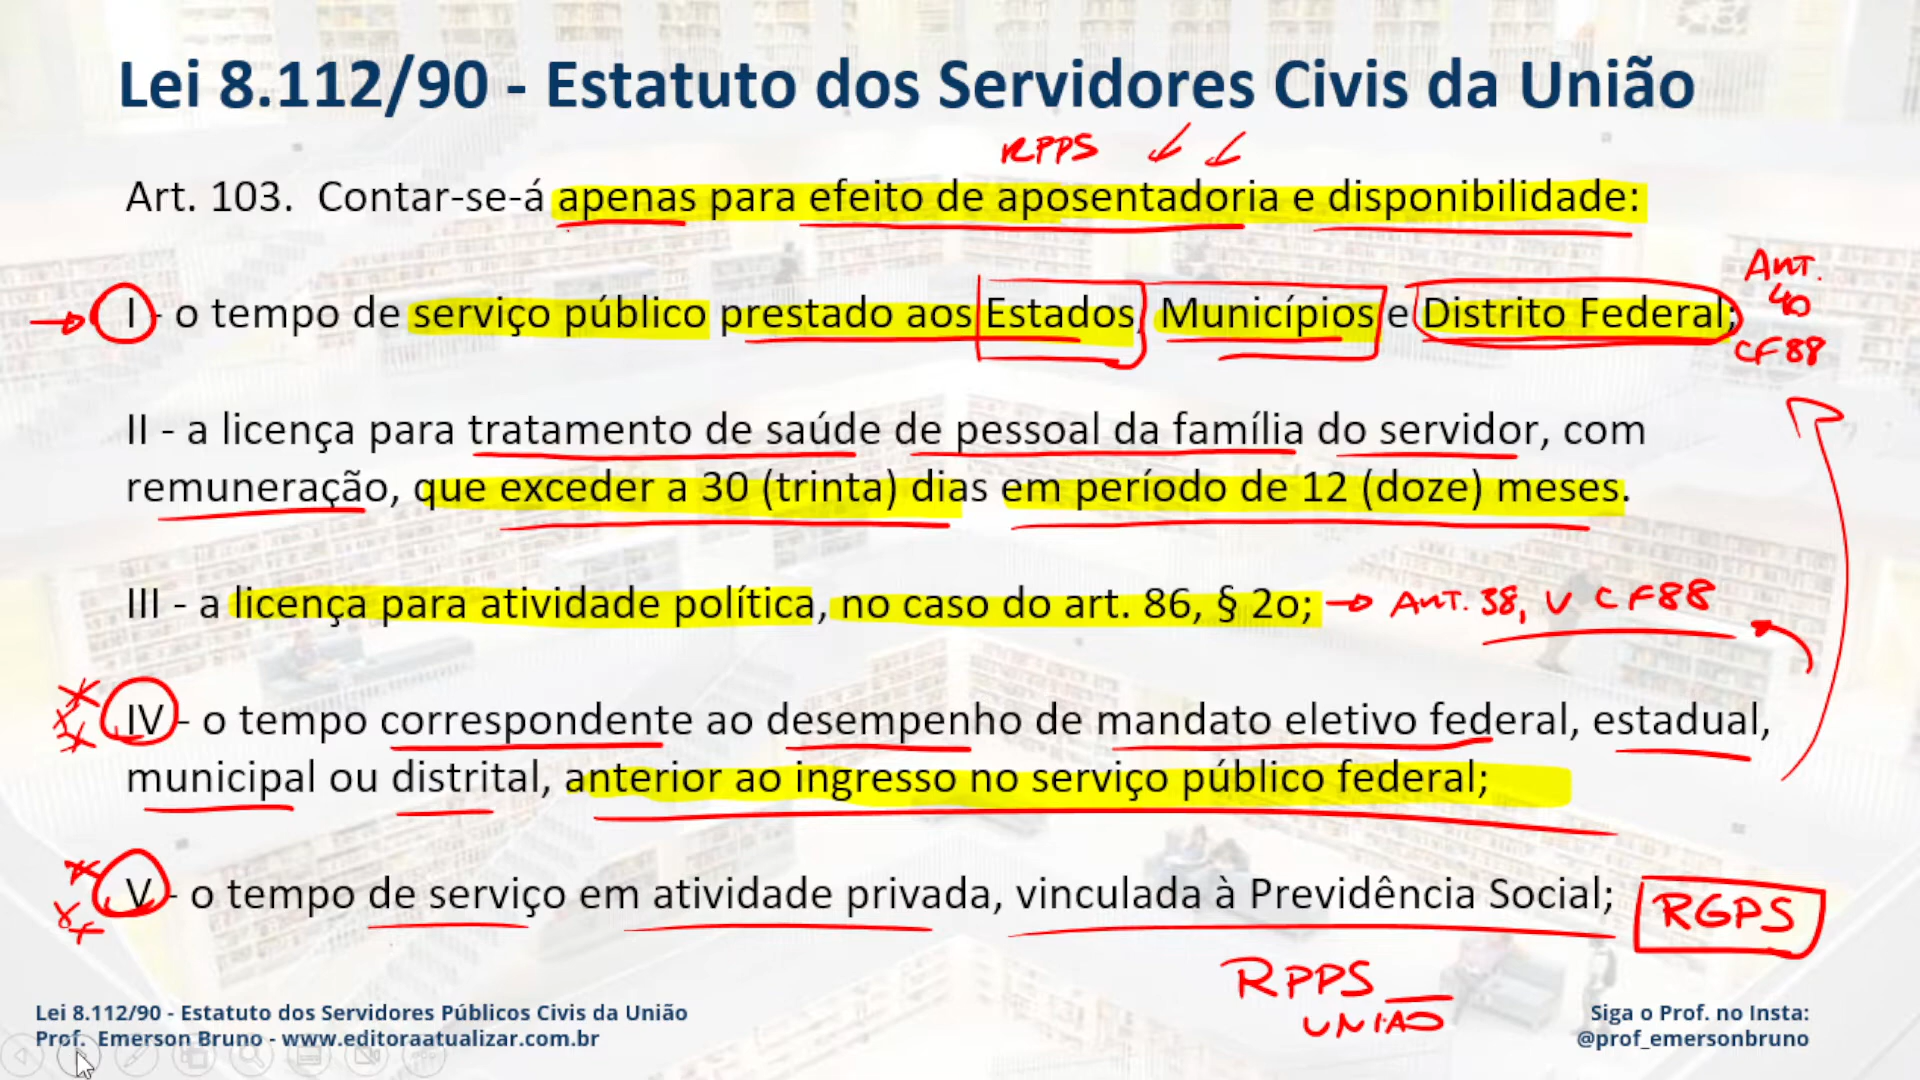 Lei 8.112/90 - Estatuto dos Servidores Civis da União
RPPS
Art. 103. Contar-se-á apenas para efeito de aposentadoria e disponibilidade:
I - o tempo de serviço público prestado aos Estados, Municípios e Distrito Federal;
ART.
40
CF88
II - a licença para tratamento de saúde de pessoal da família do servidor, com
remuneração, que exceder a 30 (trinta) dias em período de 12 (doze) meses.
III - a licença para atividade política, no caso do art. 86, § 2o; ART. 38, V CF88
IV - o tempo correspondente ao desempenho de mandato eletivo federal, estadual,
municipal ou distrital, anterior ao ingresso no serviço público federal;
V - o tempo de serviço em atividade privada, vinculada à Previdência Social; RGPS
RPPS
UNIAO
Lei 8.112/90 - Estatuto dos Servidores Públicos Civis da União
Prof. Emerson Bruno - www.editoraatualizar.com.br
Siga o Prof. no Insta:
@prof_emersonbruno